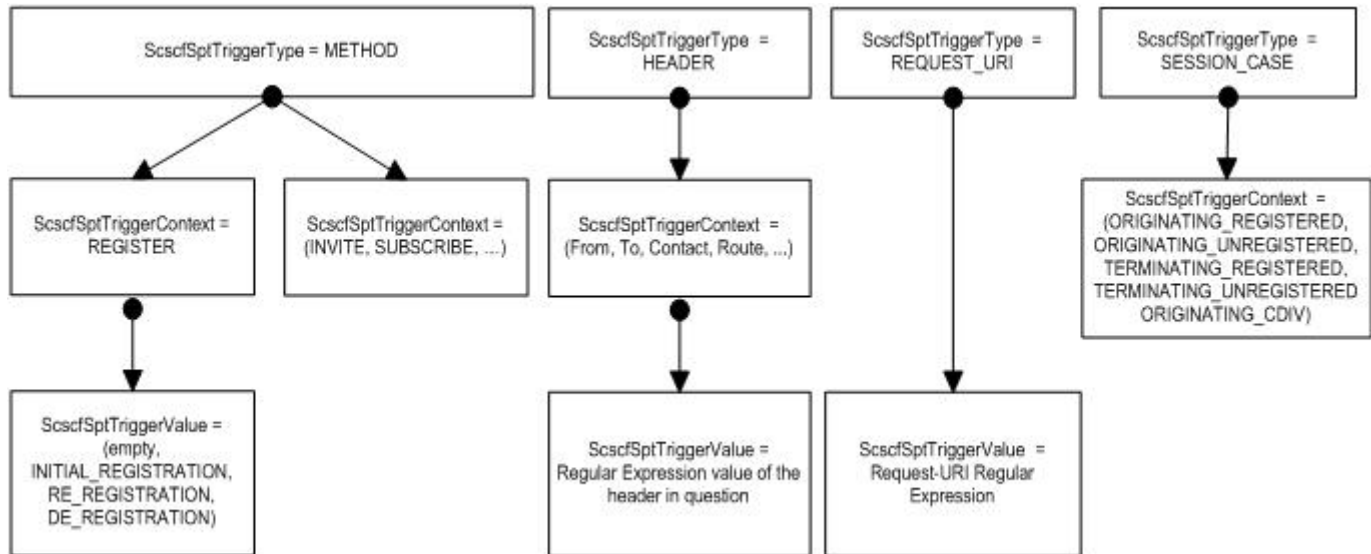 ScscfSptTriggerType = METHOD
ScscfSptTriggerType =
HEADER
ScscfSptTriggerType =
REQUEST_URI
ScscfSptTriggerType =
SESSION_CASE
ScscfSptTriggerContext =
REGISTER
ScscfSptTriggerContext =
(INVITE, SUBSCRIBE, ....)
ScscfSptTriggerContext =
(From, To, Contact, Route, ...)
ScscfSptTriggerContext =
(ORIGINATING_REGISTERED,
ORIGINATING_UNREGISTERED,
TERMINATING_REGISTERED,
TERMINATING_UNREGISTERED
ORIGINATING_CDIV)
ScscfSptTriggerValue =
(empty,
INITIAL_REGISTRATION,
RE_REGISTRATION,
DE_REGISTRATION)
ScscfSptTriggerValue =
Regular Expression value of the
header in question
ScscfSptTriggerValue =
Request-URI Regular
Expression